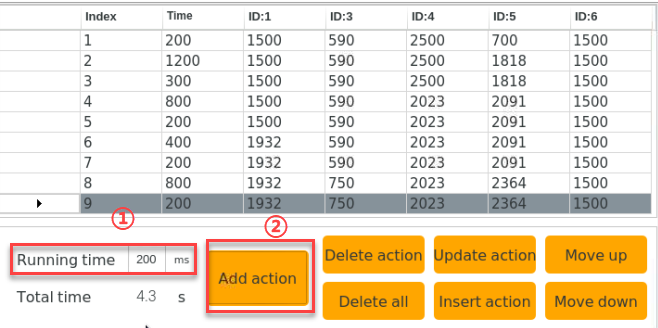 Index Time ID:1 ID:3 ID:4 ID:5 ID:6
1 200 1500 590 2500 700 1500
2 1200 1500 590 2500 1818 1500
3 300 1500 590 2500 1818 1500
4 800 1500 590 2023 2091 1500
5 200 1500 590 2023 2091 1500
6 400 1932 590 2023 2091 1500
7 200 1932 590 2023 2091 1500
8 800 1932 750 2023 2364 1500
9 200 1932 750 2023 2364 1500
① ②
Running time 200 ms Add action Delete action Update action Move up
Total time 4.3 s Delete all Insert action Move down